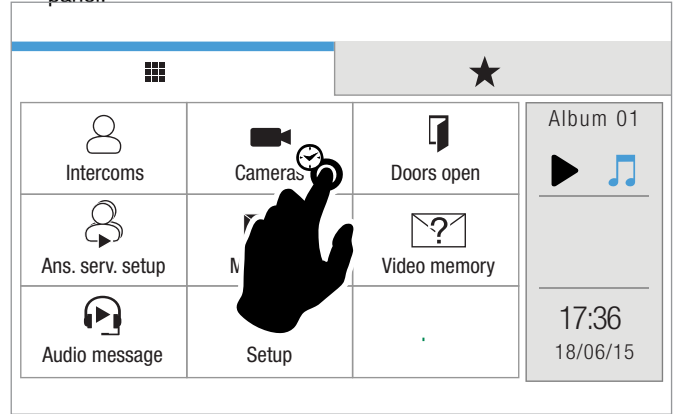 panel.
Album 01
Intercoms
Cameras
Doors open
Ans. serv. setup
Video memory
17:36
18/06/15
Audio message
Setup